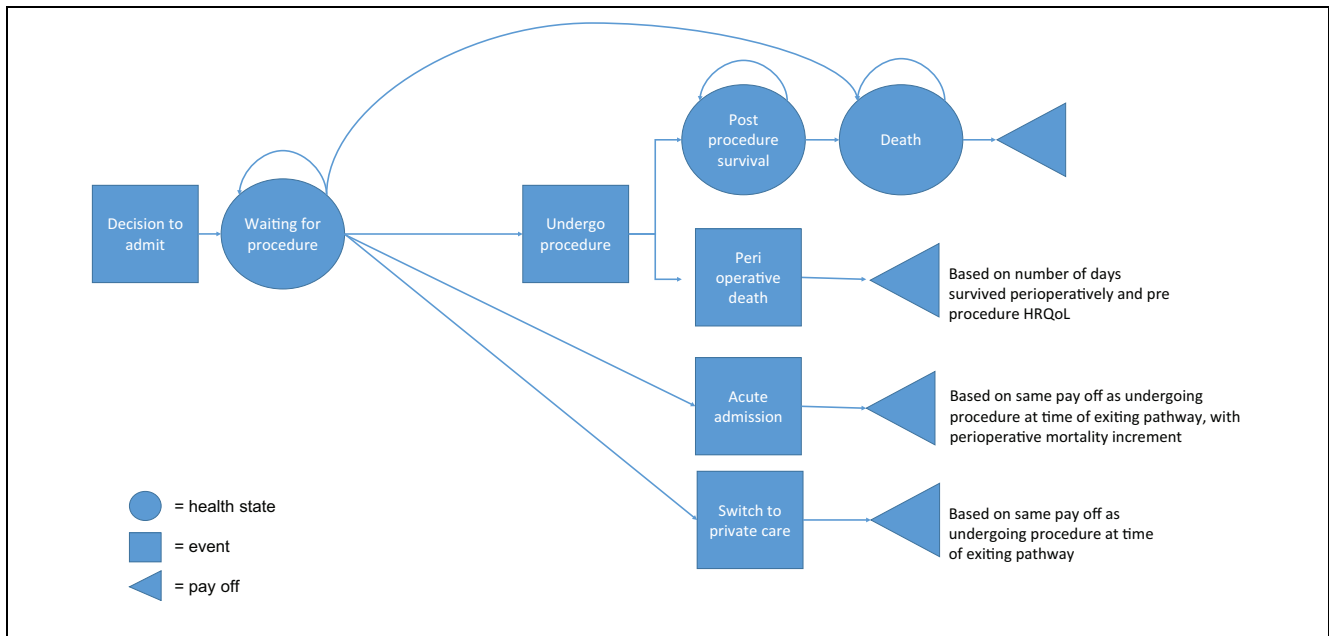 Post
procedure
survival
Death
Decision to
admit
Waiting for
procedure
Undergo
procedure
Peri
operative
death
Based on number of days
survived perioperatively and pre
procedure HRQoL
Acute
admission
Based on same pay off as undergoing
procedure at time of exiting pathway, with
perioperative mortality increment
Switch to
private care
Based on same pay off as
undergoing procedure at time
of exiting pathway
= health state
= event
= pay off